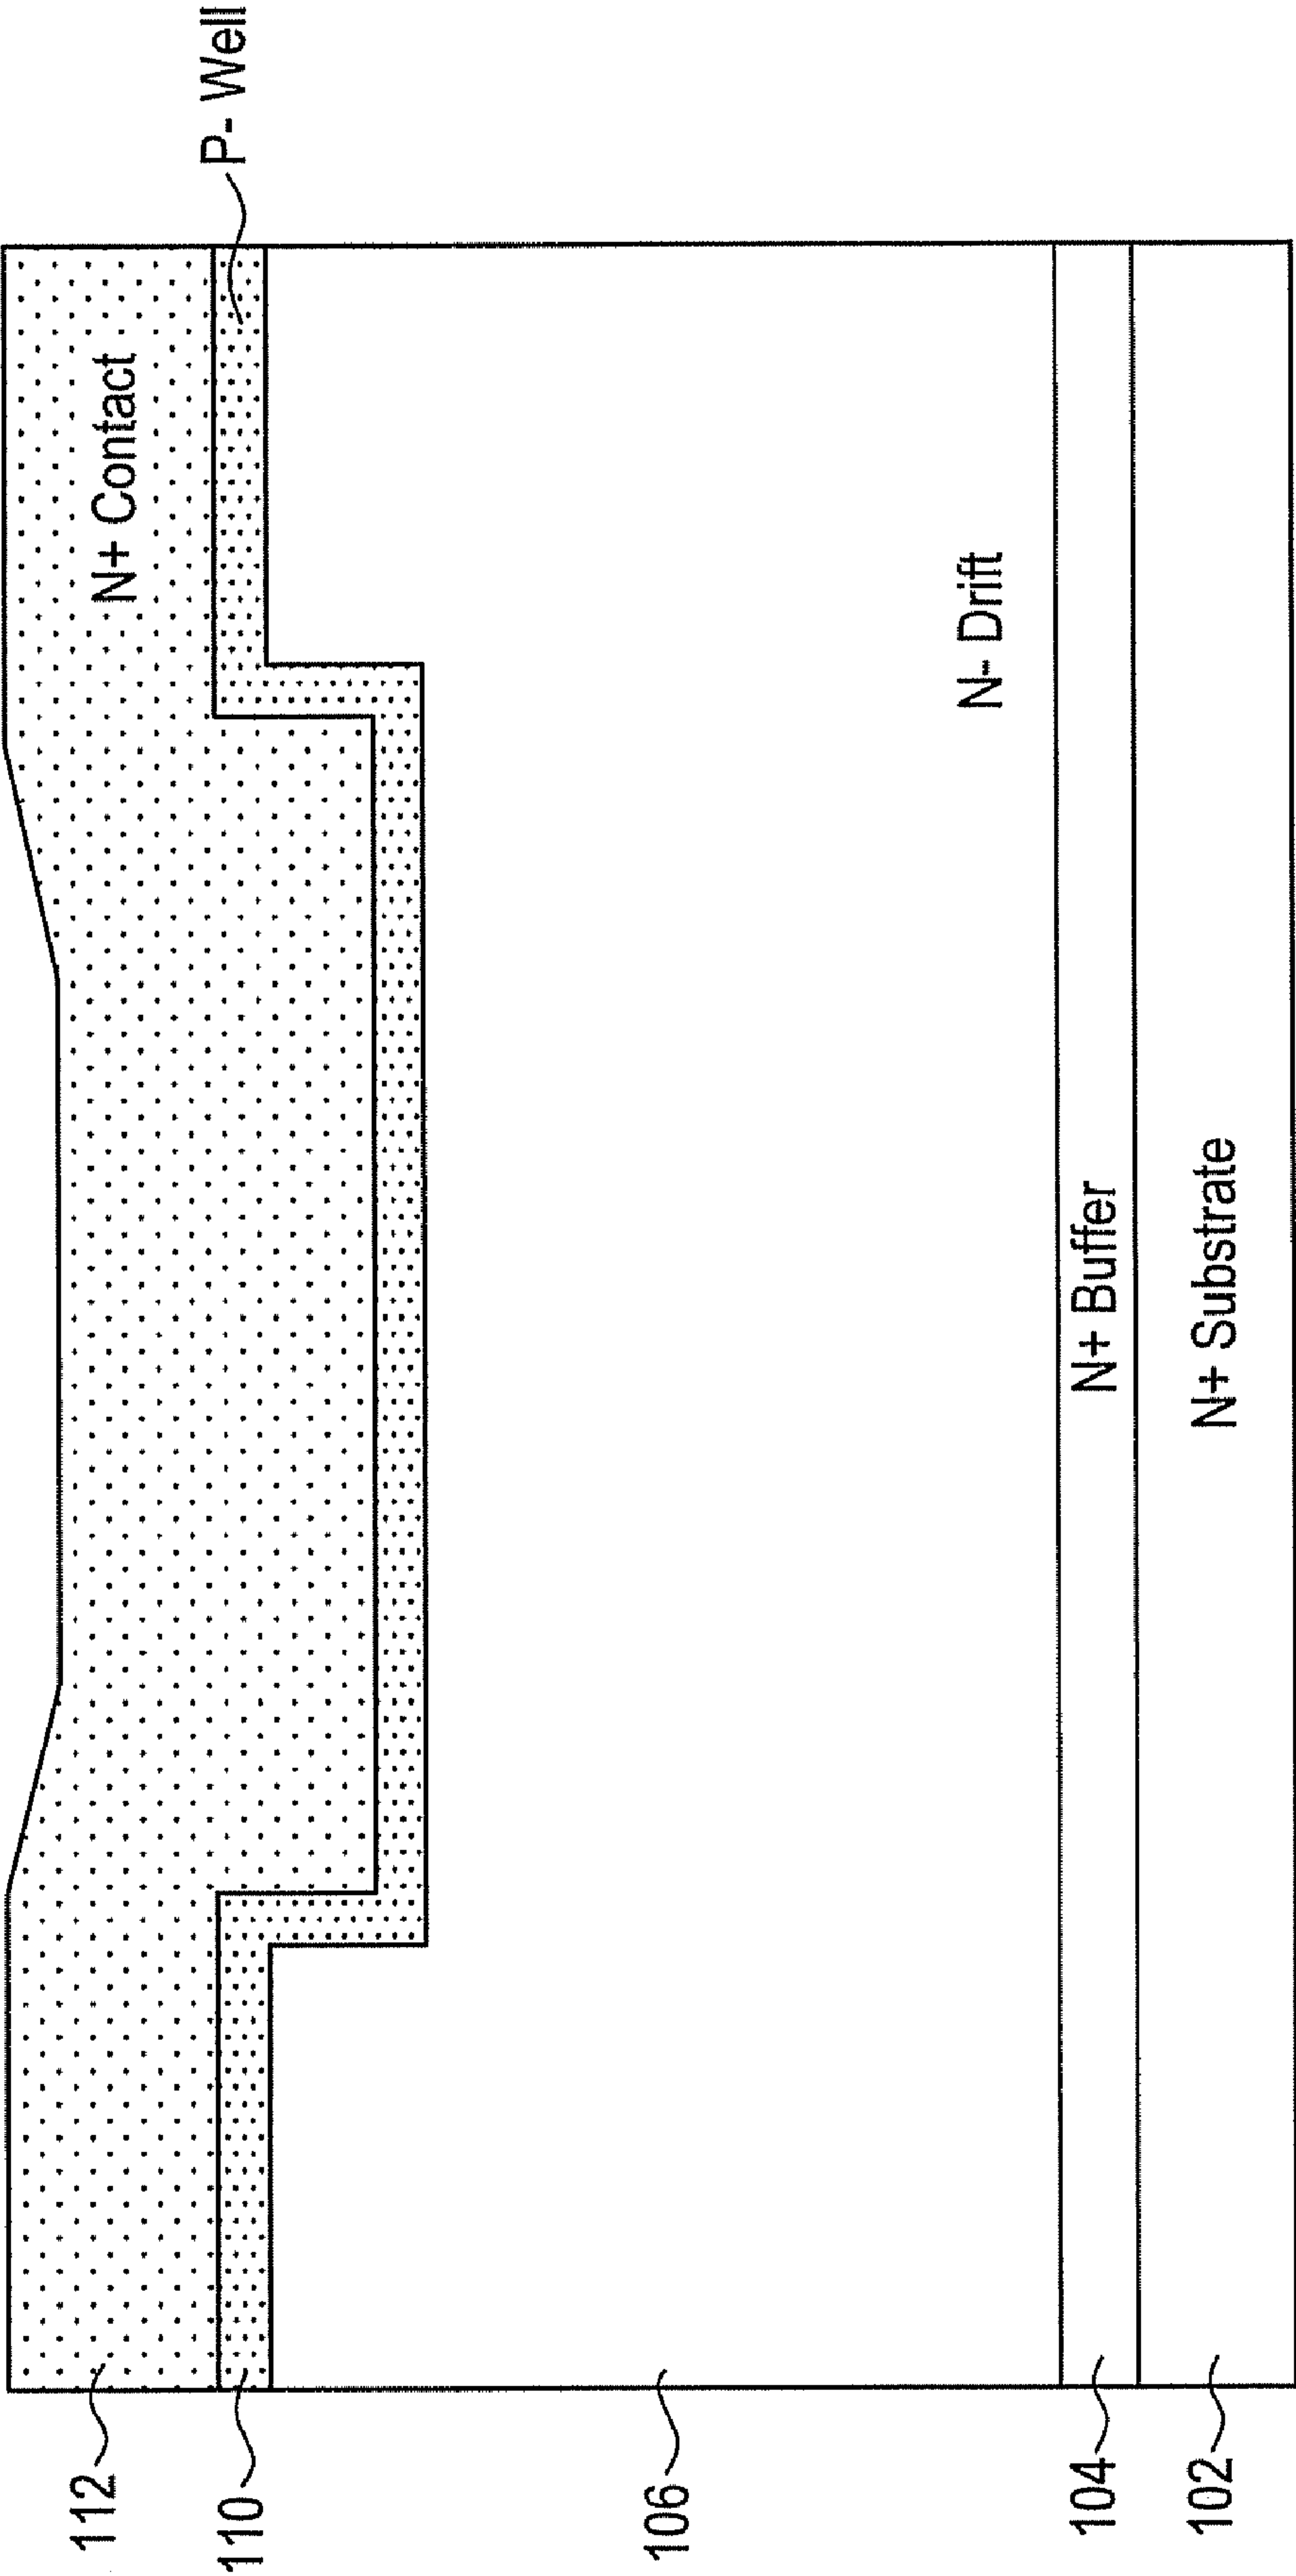 P- Well
N+ Contact
N- Drift
N+ Buffer
N+ Substrate
112
110
106
104
102